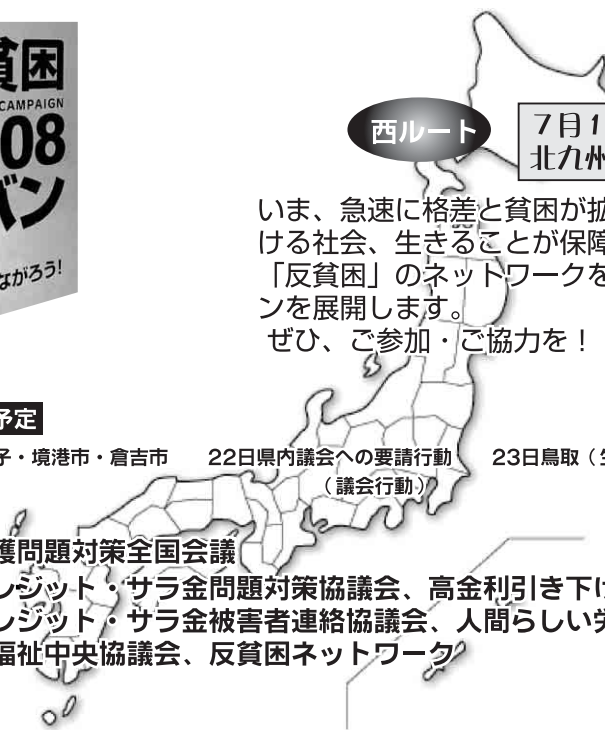 貧困
CAMPAIGN
08
バン
ながろう!
西ルート
7月1
北九州
いま、急速に格差と貧困が拡
ける社会、生きることが保障
「反貧困」のネットワークを
ンを展開します。
ぜひ、ご参加・ご協力を!
予定
子・境港市・倉吉市 22日県内議会への要請行動 23日鳥取(生
(議会行動)
護問題対策全国会議
レジット・サラ金問題対策協議会、高金利引き下げ
レジット・サラ金被害者連絡協議会、人間らしい労
福祉中央協議会、反貧困ネットワーク